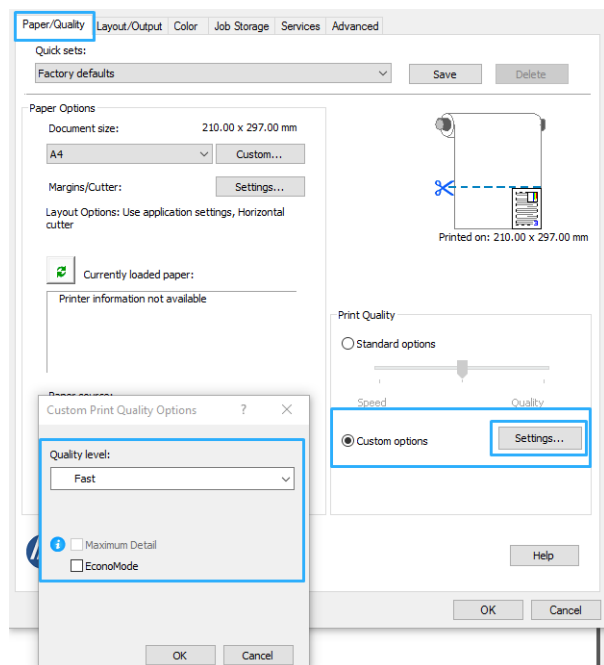 Paper/Quality Layout/Output Color Job Storage Services Advanced
Quick sets:
Factory defaults
Save
Delete
Paper Options
Document size: 210.00 x 297.00 mm
A4
Custom...
Margins/Cutter:
Settings...
Layout Options: Use application settings, Horizontal
cutter
Printed on: 210.00 x 297.00 mm
Currently loaded paper:
Printer information not available
Print Quality
Standard options
Speed Quality
Custom options
Settings...
Paper source:
Custom Print Quality Options ?
Quality level:
Fast
Maximum Detail
EconoMode
OK Cancel
Help
OK Cancel